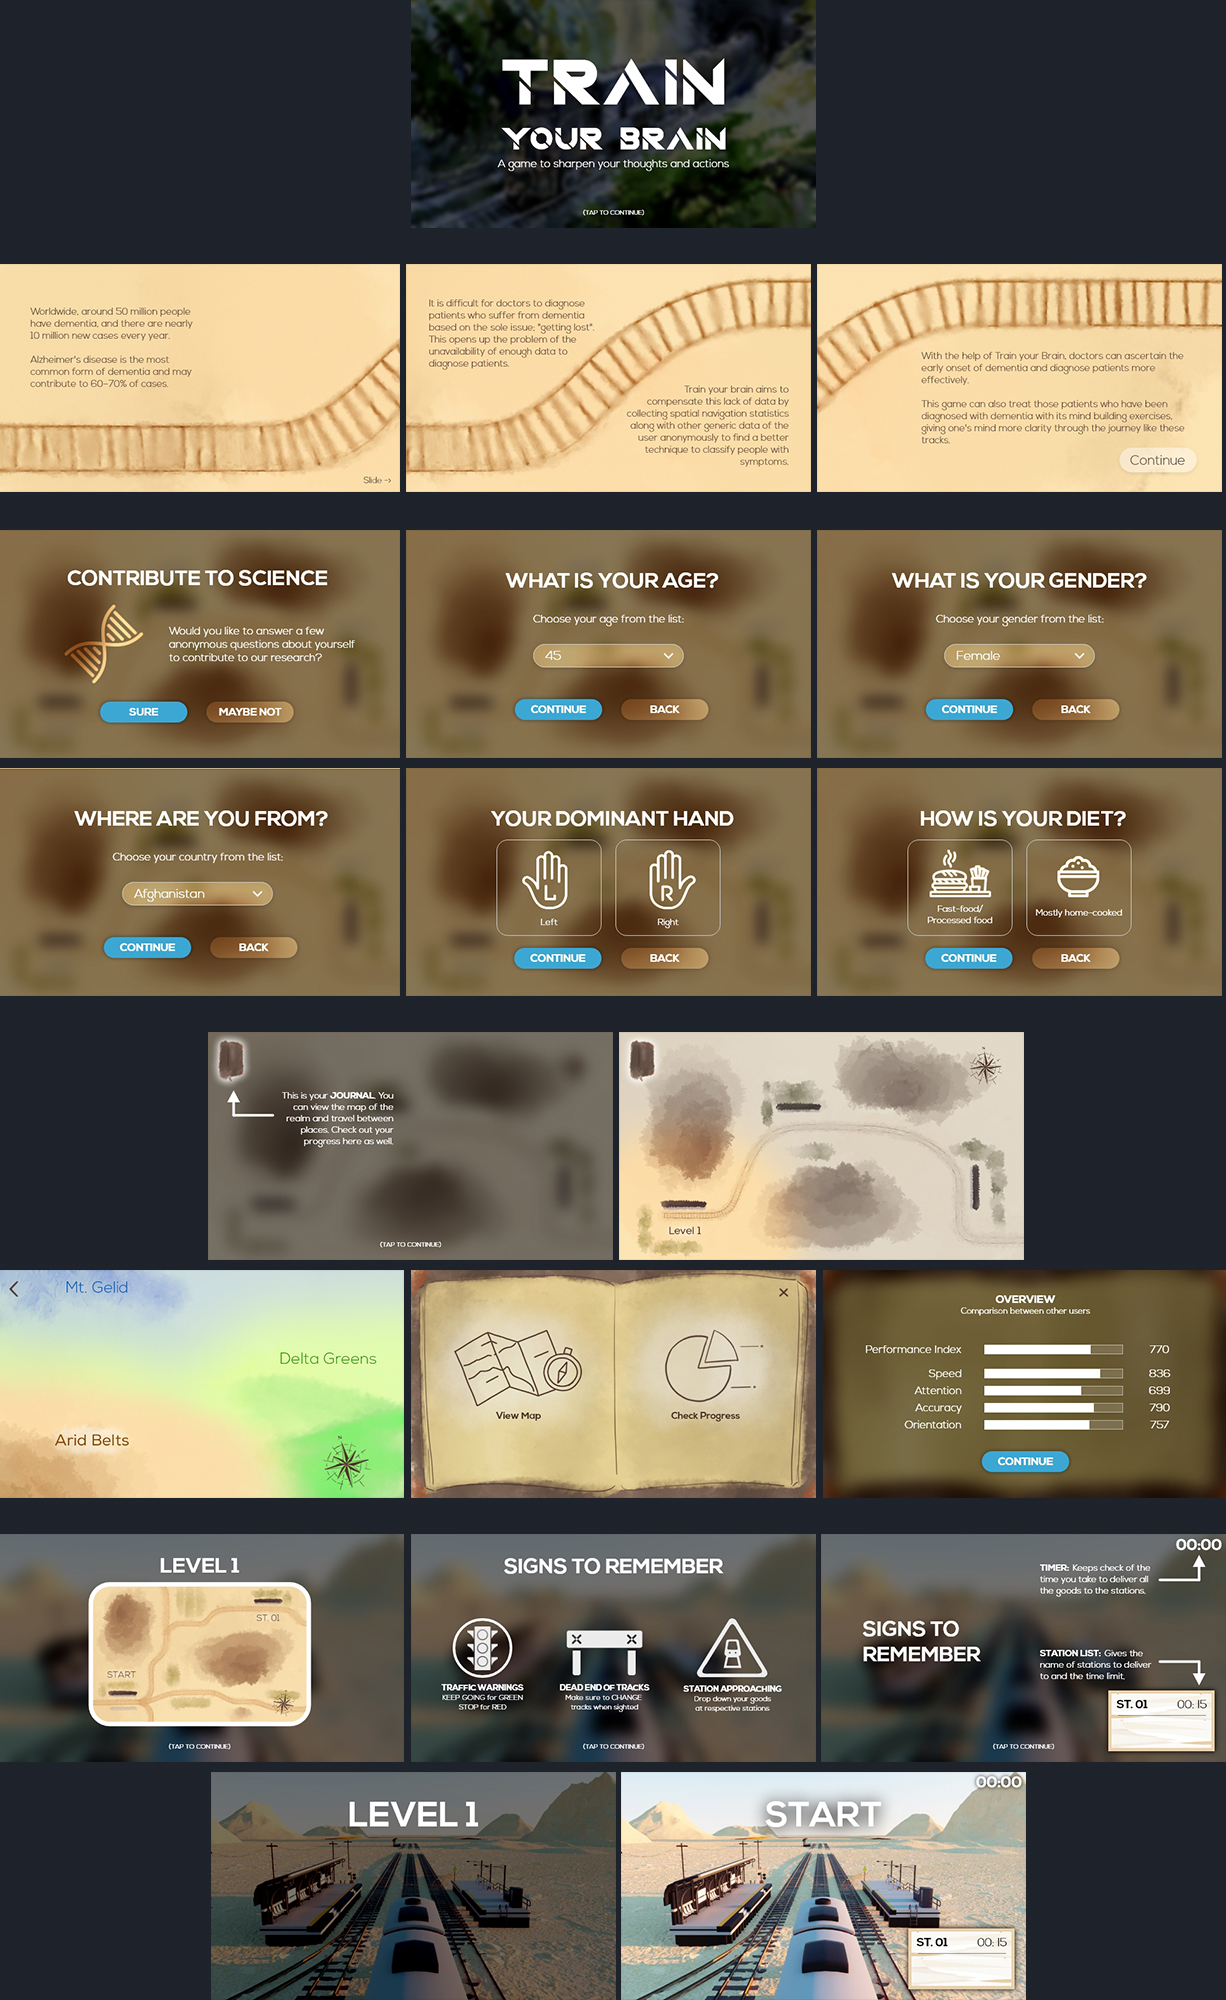 TRAIN
YOUR BRAIN
A game to sharpen your thoughts and actions
(TAP TO CONTINUE)
Worldwide, around 50 million people
have dementia, and there are nearly
10 million new cases every year.
Alzheimer's disease is the most
common form of dementia and may
contribute to 60-70% of cases.
Slide ->
It is difficult for doctors to diagnose
patients who suffer from dementia
based on the sole issue; "getting lost".
This opens up the problem of the
unavailability of enough data to
diagnose patients.
Train your brain aims to
compensate this lack of data by
collecting spatial navigation statistics
along with other generic data of the
user anonymously to find a better
technique to classify people with
symptoms.
With the help of Train your Brain, doctors can ascertain the
early onset of dementia and diagnose patients more
effectively.
This game can also treat those patients who have been
diagnosed with dementia with its mind building exercises,
giving one's mind more clarity through the journey like these
tracks.
Continue
CONTRIBUTE TO SCIENCE
Would you like to answer a few
anonymous questions about yourself
to contribute to our research?
SURE
MAYBE NOT
WHAT IS YOUR AGE?
Choose your age from the list:
45
CONTINUE
BACK
WHAT IS YOUR GENDER?
Choose your gender from the list:
Female
CONTINUE
BACK
WHERE ARE YOU FROM?
Choose your country from the list:
Afghanistan
CONTINUE
BACK
YOUR DOMINANT HAND
L
R
Left
Right
CONTINUE
BACK
HOW IS YOUR DIET?
Fast-food/
Processed food
Mostly home-cooked
CONTINUE
BACK
This is your JOURNAL. You
can view the map of the
realm and travel between
places. Check out your
progress here as well.
(TAP TO CONTINUE)
N
Level 1
Mt. Gelid
Delta Greens
Arid Belts
N
View Map
Check Progress
OVERVIEW
Comparison between other users
Performance Index 770
Speed 836
Attention 699
Accuracy 790
Orientation 757
CONTINUE
LEVEL 1
ST. 01
START
(TAP TO CONTINUE)
SIGNS TO REMEMBER
TRAFFIC WARNINGS
KEEP GOING for GREEN
STOP for RED
DEAD END OF TRACKS
Make sure to CHANGE
tracks when sighted
STATION APPROACHING
Drop down your goods
at respective stations
(TAP TO CONTINUE)
00:00
TIMER: Keeps check of the
time you take to deliver all
the goods to the stations.
SIGNS TO
REMEMBER
STATION LIST: Gives the
name of stations to deliver
to and the time limit.
ST. 01 00: 15
(TAP TO CONTINUE)
LEVEL 1
00:00
START
ST. 01 00: 15